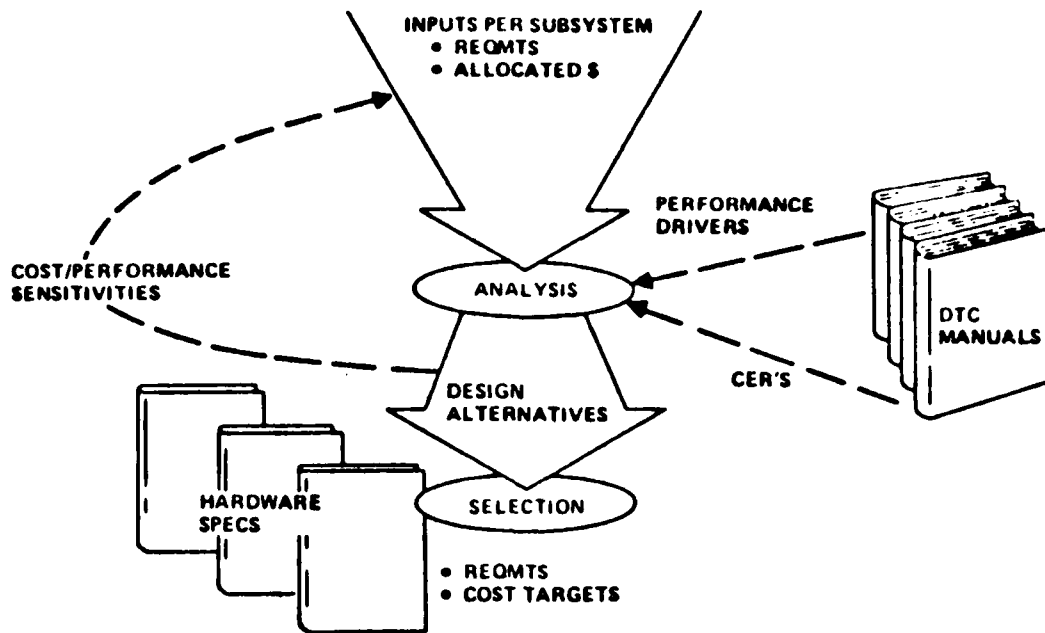 INPUTS PER SUBSYSTEM
• REQMTS
• ALLOCATED $
PERFORMANCE
DRIVERS
COST/PERFORMANCE
SENSITIVITIES
ANALYSIS
DTC
MANUALS
CER'S
DESIGN
ALTERNATIVES
HARDWARE
SPECS
SELECTION
• REQMTS
• COST TARGETS